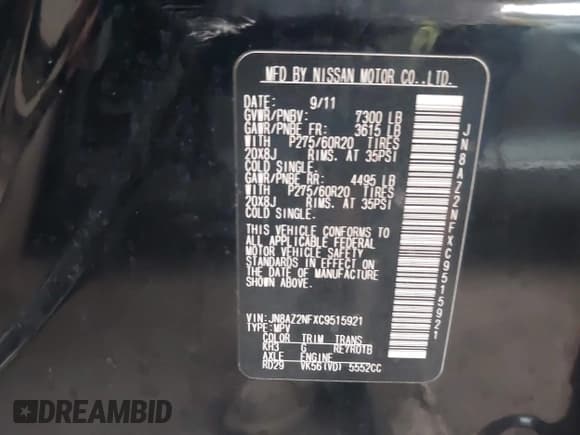 MFD BY NISSAN MOTOR CO.,LTD.
DATE: 9/11
GVWR/PNBV: 7300 LB
GAWR/PNBE FR: 3615 LB
WITH P275/60R20 TIRES
20X8J RIMS. AT 35PSI
COLD SINGLE.
GAWR/PNBE RR: 4495 LB
WITH P275/60R20 TIRES
20X8J RIMS. AT 35PSI
COLD SINGLE.
THIS VEHICLE CONFORMS TO
ALL APPLICABLE FEDERAL
MOTOR VEHICLE SAFETY
STANDARDS IN EFFECT ON
THE DATE OF MANUFACTURE
SHOWN ABOVE.
VIN:JN8AZ2NFXC9515921
TYPE:MPV
COLOR TRIM TRANS
KH3 G RE7R01B
AXLE ENGINE
RD29 VK56(VD) 5552CC
JN8AZ2NFXC9515921
DREAMBID